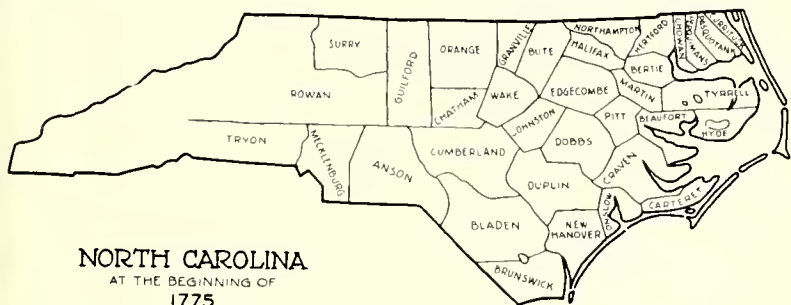 SURRY
ROWAN
GUILFORD
ORANGE
GRANVILLE
BUTE
NORTHAMPTON
HALIFAX
HERTFORD
CHOWAN
PERQUIMANS
PASQUOTANK
CURRITUCK
BERTIE
MARTIN
TYRRELL
CHATHAM
WAKE
EDGECOMBE
JOHNSTON
PITT
BEAUFORT
HYDE
DOBBS
TRYON
MECKLENBURG
ANSON
CUMBERLAND
CRAVEN
DUPLIN
ONSLOW
CARTERET
BLADEN
NEW
HANOVER
BRUNSWICK
NORTH CAROLINA
AT THE BEGINNING OF
1775